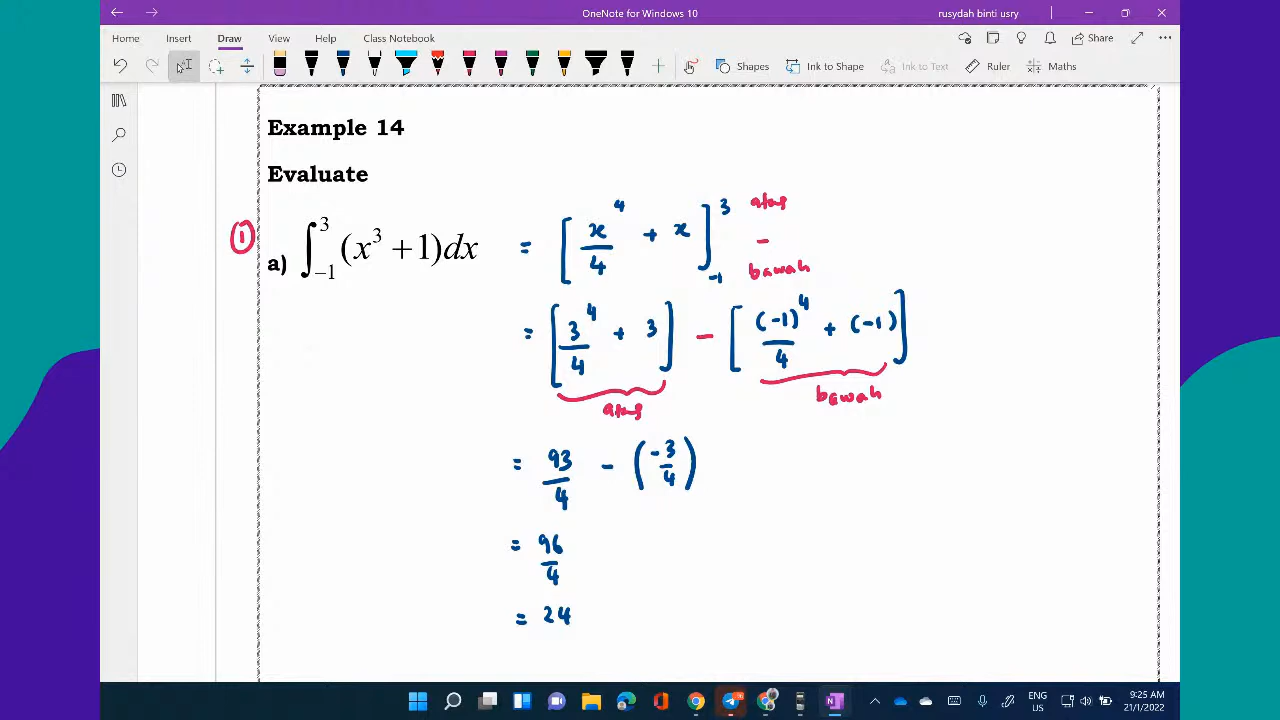 OneNote for Windows 10
rusydah binti usry
Home Insert Draw View Help Class Notebook Share
Shapes Ink to Shape Ink to Text Ruler Maths
Example 14
Evaluate
① a) ∫₋₁³ (x³ + 1)dx = [x⁴/4 + x]₋₁³ atas - bawah
= [3⁴/4 + 3] - [(-1)⁴/4 + (-1)]
atas bawah
= 93/4 - (-3/4)
= 96/4
= 24
ENG 9:25 AM
US 21/1/2022